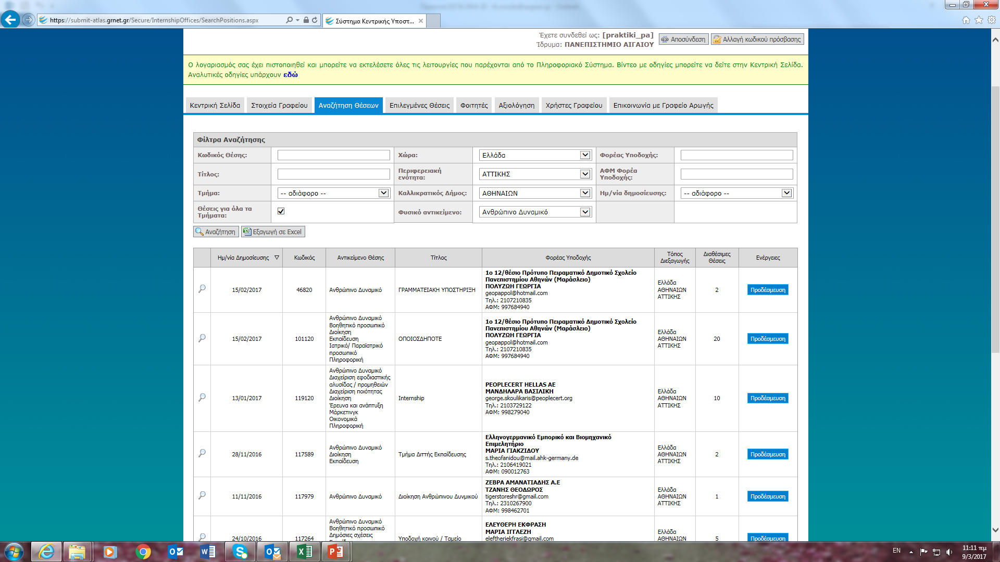 https://submit-atlas.grnet.gr/Secure/InternshipOffices/SearchPositions.aspx
Σύστημα Κεντρικής Υποστ...
Έχετε συνδεθεί ως: [praktiki_pa]
Ίδρυμα: ΠΑΝΕΠΙΣΤΗΜΙΟ ΑΙΓΑΙΟΥ
Αποσύνδεση
Αλλαγή κωδικού πρόσβασης
Ο λογαριασμός σας έχει πιστοποιηθεί και μπορείτε να εκτελέσετε όλες τις λειτουργίες που παρέχονται από το Πληροφοριακό Σύστημα. Βίντεο με οδηγίες μπορείτε να δείτε στην Κεντρική Σελίδα.
Αναλυτικές οδηγίες υπάρχουν εδώ
Κεντρική Σελίδα
Στοιχεία Γραφείου
Αναζήτηση Θέσεων
Επιλεγμένες Θέσεις
Φοιτητές
Αξιολόγηση
Χρήστες Γραφείου
Επικοινωνία με Γραφείο Αρωγής
Φίλτρα Αναζήτησης
Κωδικός Θέσης:
Χώρα:
Ελλάδα
Φορέας Υποδοχής:
Τίτλος:
Περιφερειακή
ενότητα:
ΑΤΤΙΚΗΣ
ΑΦΜ Φορέα
Υποδοχής:
Τμήμα:
-- αδιάφορο --
Καλλικρατικός Δήμος:
ΑΘΗΝΑΙΩΝ
Ημ/νία δημοσίευσης:
-- αδιάφορο --
Θέσεις για όλα τα
Τμήματα:
Φυσικό αντικείμενο:
Ανθρώπινο Δυναμικό
Αναζήτηση
Εξαγωγή σε Excel
Ημ/νία Δημοσίευσης
Κωδικός
Αντικείμενο Θέσης
Τίτλος
Φορέας Υποδοχής
Τόπος
Διεξαγωγής
Διαθέσιμες
Θέσεις
Ενέργειες
15/02/2017
46820
Ανθρώπινο Δυναμικό
ΓΡΑΜΜΑΤΕΙΑΚΗ ΥΠΟΣΤΗΡΙΞΗ
1ο 12/θέσιο Πρότυπο Πειραματικό Δημοτικό Σχολείο
Πανεπιστημίου Αθηνών (Μαράσλειο)
ΠΟΛΥΖΩΗ ΓΕΩΡΓΙΑ
geopappol@hotmail.com
Τηλ.: 2107210835
ΑΦΜ: 997684940
Ελλάδα
ΑΘΗΝΑΙΩΝ
ΑΤΤΙΚΗΣ
2
Προδέσμευση
15/02/2017
101120
Ανθρώπινο Δυναμικό
Βοηθητικό προσωπικό
Διοίκηση
Εκπαίδευση
Ιατρικό/ Παραϊατρικό
προσωπικό
Πληροφορική
ΟΠΟΙΟΣΔΗΠΟΤΕ
1ο 12/θέσιο Πρότυπο Πειραματικό Δημοτικό Σχολείο
Πανεπιστημίου Αθηνών (Μαράσλειο)
ΠΟΛΥΖΩΗ ΓΕΩΡΓΙΑ
geopappol@hotmail.com
Τηλ.: 2107210835
ΑΦΜ: 997684940
Ελλάδα
ΑΘΗΝΑΙΩΝ
ΑΤΤΙΚΗΣ
20
Προδέσμευση
13/01/2017
119120
Ανθρώπινο Δυναμικό
Διαχείριση εφοδιαστικής
αλυσίδας / προμηθειών
Διαχείριση ποιότητας
Διοίκηση
Έρευνα και ανάπτυξη
Μάρκετινγκ
Οικονομικά
Πληροφορική
Internship
PEOPLECERT HELLAS AE
ΜΑΝΔΗΛΑΡΑ ΒΑΣΙΛΙΚΗ
george.skoulikaris@peoplecert.org
Τηλ.: 2103729122
ΑΦΜ: 998279040
Ελλάδα
ΑΘΗΝΑΙΩΝ
ΑΤΤΙΚΗΣ
10
Προδέσμευση
28/11/2016
117589
Ανθρώπινο Δυναμικό
Διοίκηση
Εκπαίδευση
Τμήμα Διττής Εκπαίδευσης
Ελληνογερμανικό Εμπορικό και Βιομηχανικό
Επιμελητήριο
ΜΑΡΙΑ ΓΙΑΚΖΙΔΟΥ
s.theofanidou@mail.ahk-germany.de
Τηλ.: 2106419021
ΑΦΜ: 090012763
Ελλάδα
ΑΘΗΝΑΙΩΝ
ΑΤΤΙΚΗΣ
2
Προδέσμευση
11/11/2016
117979
Ανθρώπινο Δυναμικό
Διοίκηση Ανθρώπινου Δυνμικού
ΖΕΒΡΑ ΑΜΑΝΑΤΙΑΔΗΣ Α.Ε
ΤΖΑΝΗΣ ΘΕΟΔΩΡΟΣ
tigerstoreshr@gmail.com
Τηλ.: 2310267900
ΑΦΜ: 998462701
Ελλάδα
ΑΘΗΝΑΙΩΝ
ΑΤΤΙΚΗΣ
1
Προδέσμευση
24/10/2016
117264
Ανθρώπινο Δυναμικό
Βοηθητικό προσωπικό
Δημόσιες σχέσεις
Υποδοχή κοινού / Ταμείο
ΕΛΕΥΘΕΡΗ ΕΚΦΡΑΣΗ
ΜΑΡΙΑ ΙΓΓΛΕΖΗ
eleftheriekfrasi@gmail.com
Ελλάδα
ΑΘΗΝΑΙΩΝ
5
Προδέσμευση
EN
11:11 πμ
9/3/2017